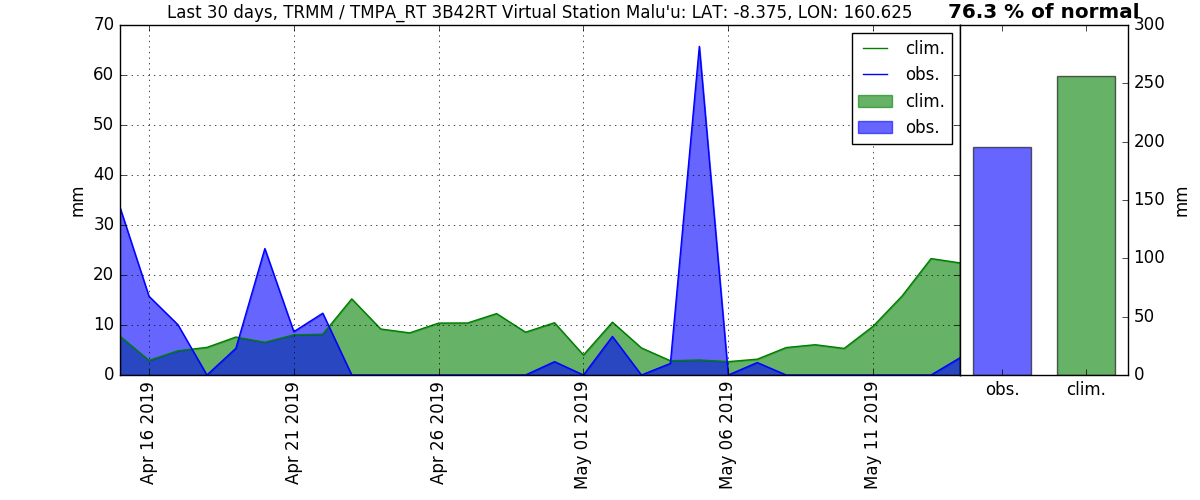 Last 30 days, TRMM / TMPA_RT 3B42RT Virtual Station Malu'u: LAT: -8.375, LON: 160.625
76.3 % of normal
70
60
50
40
30
20
10
0
mm
clim.
obs.
clim.
obs.
Apr 16 2019
Apr 21 2019
Apr 26 2019
May 01 2019
May 06 2019
May 11 2019
300
250
200
150
100
50
0
mm
obs.
clim.